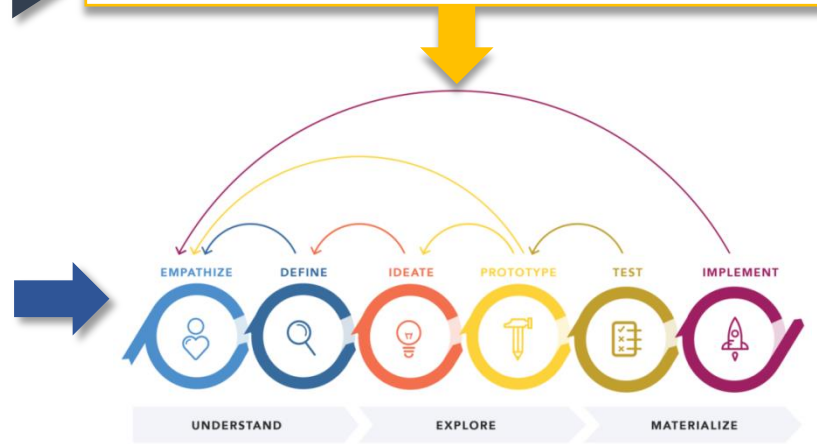 EMPATHIZE DEFINE IDEATE PROTOTYPE TEST IMPLEMENT
UNDERSTAND EXPLORE MATERIALIZE